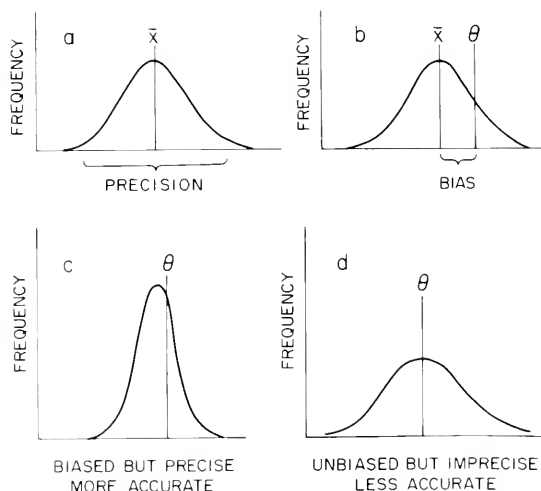 a
x̄
FREQUENCY
PRECISION
b
x̄ θ
FREQUENCY
BIAS
c
θ
FREQUENCY
BIASED BUT PRECISE
MORE ACCURATE
d
θ
FREQUENCY
UNBIASED BUT IMPRECISE
LESS ACCURATE